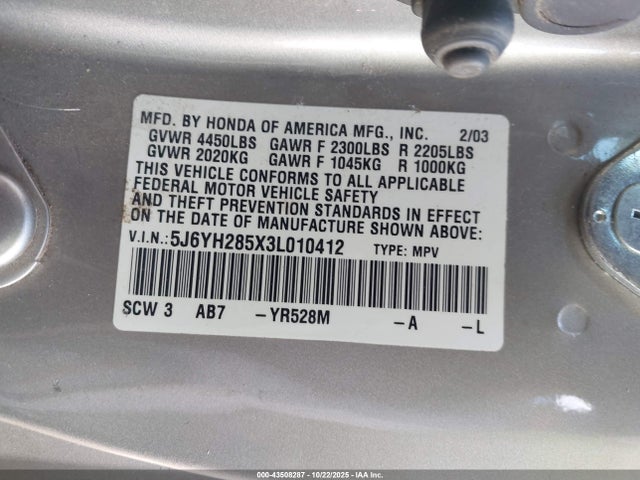 MFD. BY HONDA OF AMERICA MFG., INC. 2/03
GVWR 4450LBS GAWR F 2300LBS R 2205LBS
GVWR 2020KG GAWR F 1045KG R 1000KG
THIS VEHICLE CONFORMS TO ALL APPLICABLE
FEDERAL MOTOR VEHICLE SAFETY
AND THEFT PREVENTION STANDARDS IN EFFECT
ON THE DATE OF MANUFACTURE SHOWN ABOVE:
V.I.N.: 5J6YH285X3L010412 TYPE: MPV
SCW 3 AB7 -YR528M -A -L
000-43508287 - 10/22/2025 - IAA Inc.